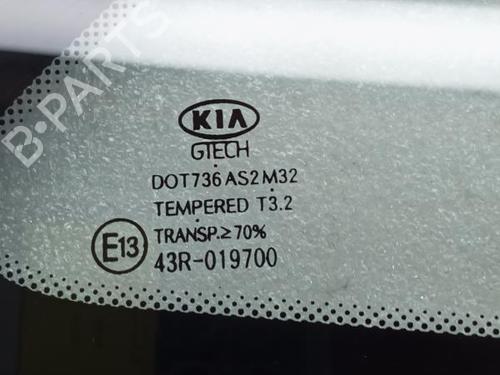 B-PARTS
KIA
GTECH
DOT736 AS2 M32
TEMPERED T3.2
TRANSP.≥70%
E13
43R-019700